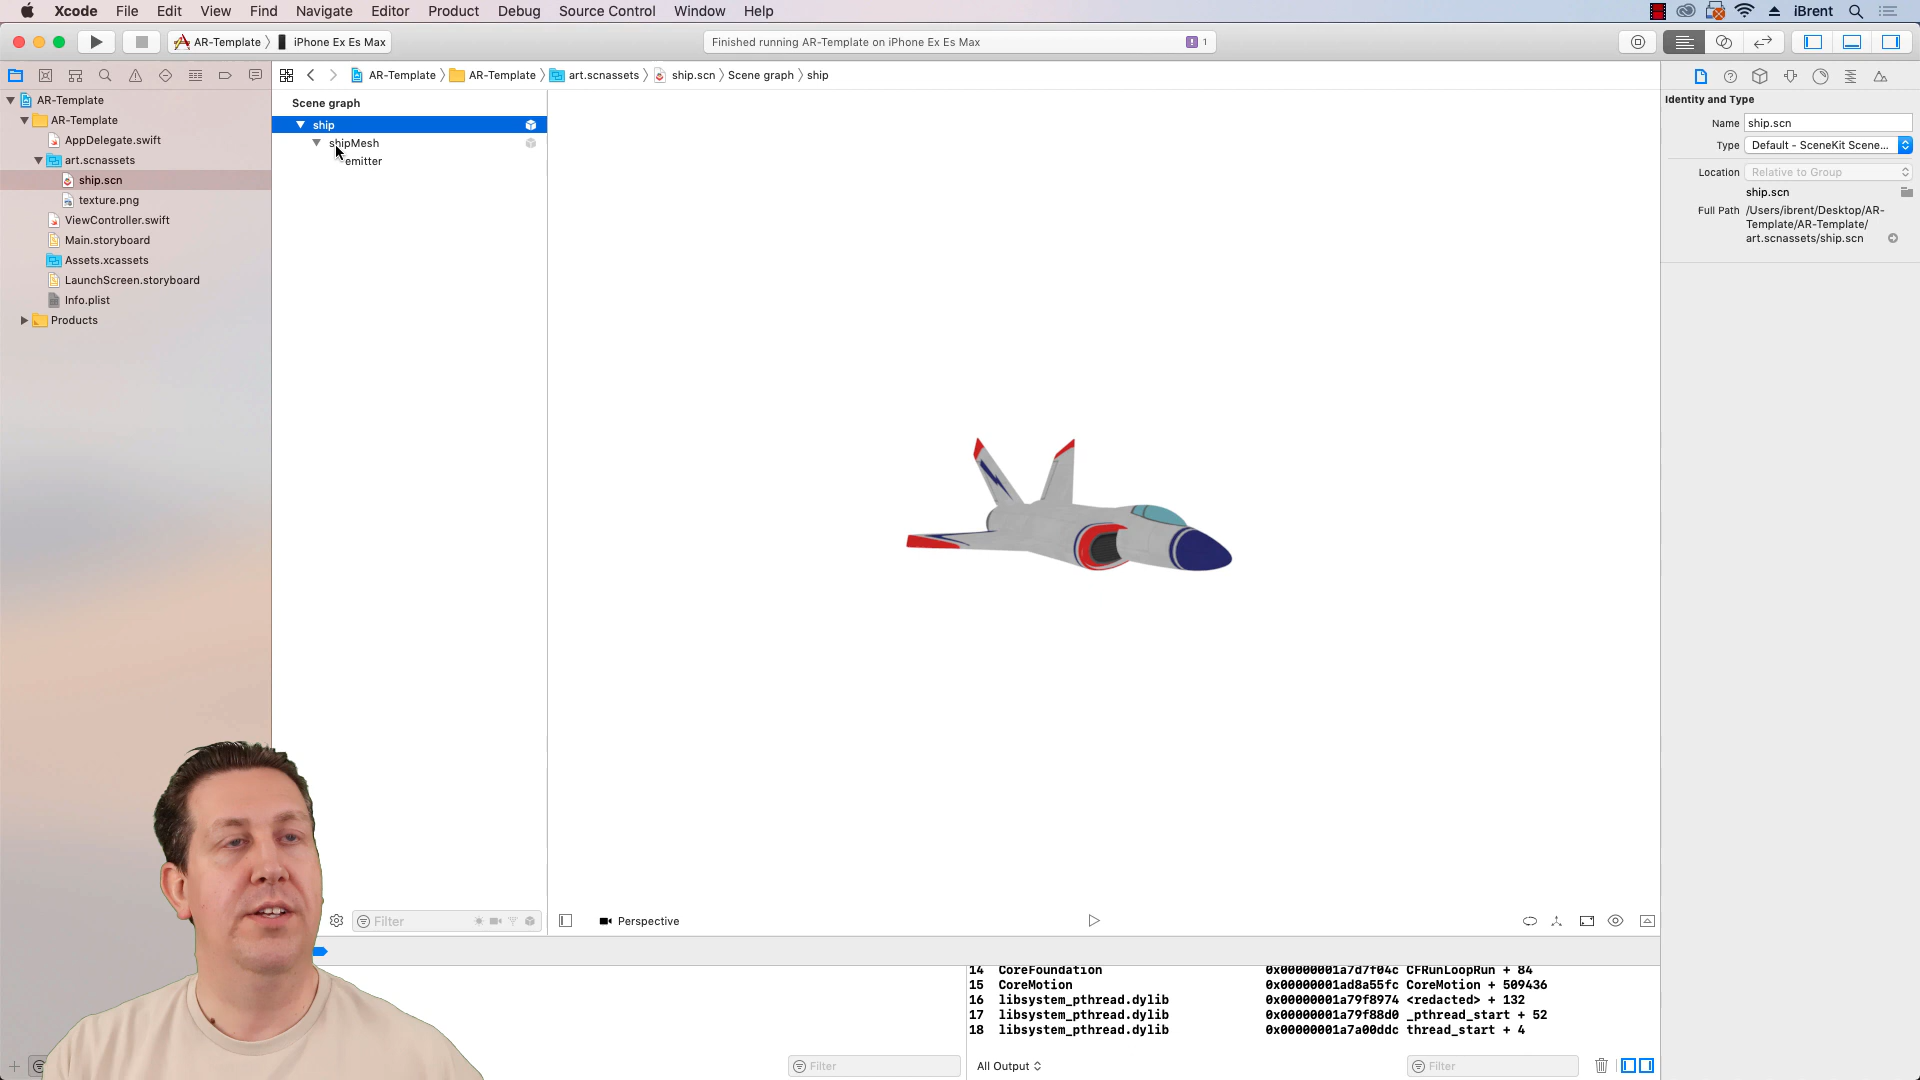 Xcode File Edit View Find Navigate Editor Product Debug Source Control Window Help iBrent
AR-Template iPhone Ex Es Max Finished running AR-Template on iPhone Ex Es Max 1
AR-Template AR-Template art.scnassets ship.scn Scene graph ship
AR-Template
AR-Template
AppDelegate.swift
art.scnassets
ship.scn
texture.png
ViewController.swift
Main.storyboard
Assets.xcassets
LaunchScreen.storyboard
Info.plist
Products
Scene graph
ship
shipMesh
emitter
Filter
Perspective
Identity and Type
Name ship.scn
Type Default - SceneKit Scene...
Location Relative to Group
ship.scn
Full Path /Users/ibrent/Desktop/AR-
Template/AR-Template/
art.scnassets/ship.scn
14 CoreFoundation 0x00000001a7d7f04c CFRunLoopRun + 84
15 CoreMotion 0x00000001ad8a55fc CoreMotion + 509436
16 libsystem_pthread.dylib 0x00000001a79f8974 <redacted> + 132
17 libsystem_pthread.dylib 0x00000001a79f88d0 _pthread_start + 52
18 libsystem_pthread.dylib 0x00000001a7a00ddc thread_start + 4
Filter All Output Filter